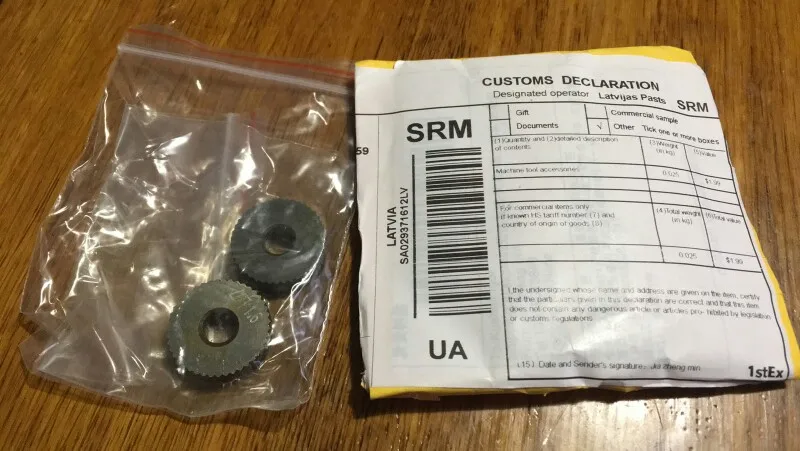 CUSTOMS DECLARATION
Designated operator Latvijas Pasts SRM
Gift
Commercial sample
Documents
√ Other Tick one or more boxes
(1)Quantity and (2)detailed description
of contents
(3)Weight
(in kg)
(5)Value
Machine tool accessories
0.025
$1.99
For commercial items only
If known HS tariff number (7) and
country of origin of goods (8)
(4)Total weight
(in kg)
(6)Total value
0.025
$1.99
I,the undersigned whose name and address are given on the item, certify
that the particulars given in this declaration are correct and that this item
does not contain any dangerous article or articles pro- hibited by legislation
or customs regulations
(15) Date and Sender's signature: Jia zheng min
1stEx
SRM
LATVIA
SA029371612LV
UA
59